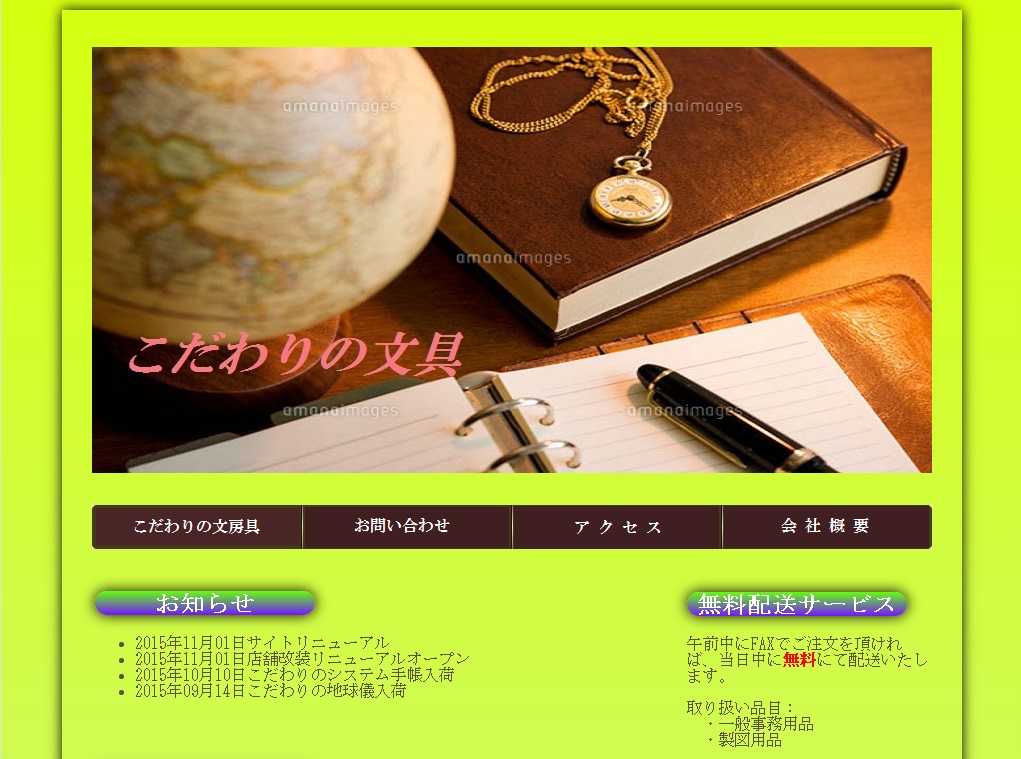 amanaimages amanaimages
amanaimages
こだわりの文具
amanaimages amanaimages
こだわりの文房具 お問い合わせ アクセス 会社概要
お知らせ
・2015年11月01日サイトリニューアル
・2015年11月01日店舗改装リニューアルオープン
・2015年10月10日こだわりのシステム手帳入荷
・2015年09月14日こだわりの地球儀入荷
無料配送サービス
午前中にFAXでご注文を頂けれ
ば、当日中に無料にて配送いたし
ます。
取り扱い品目：
・一般事務用品
・製図用品